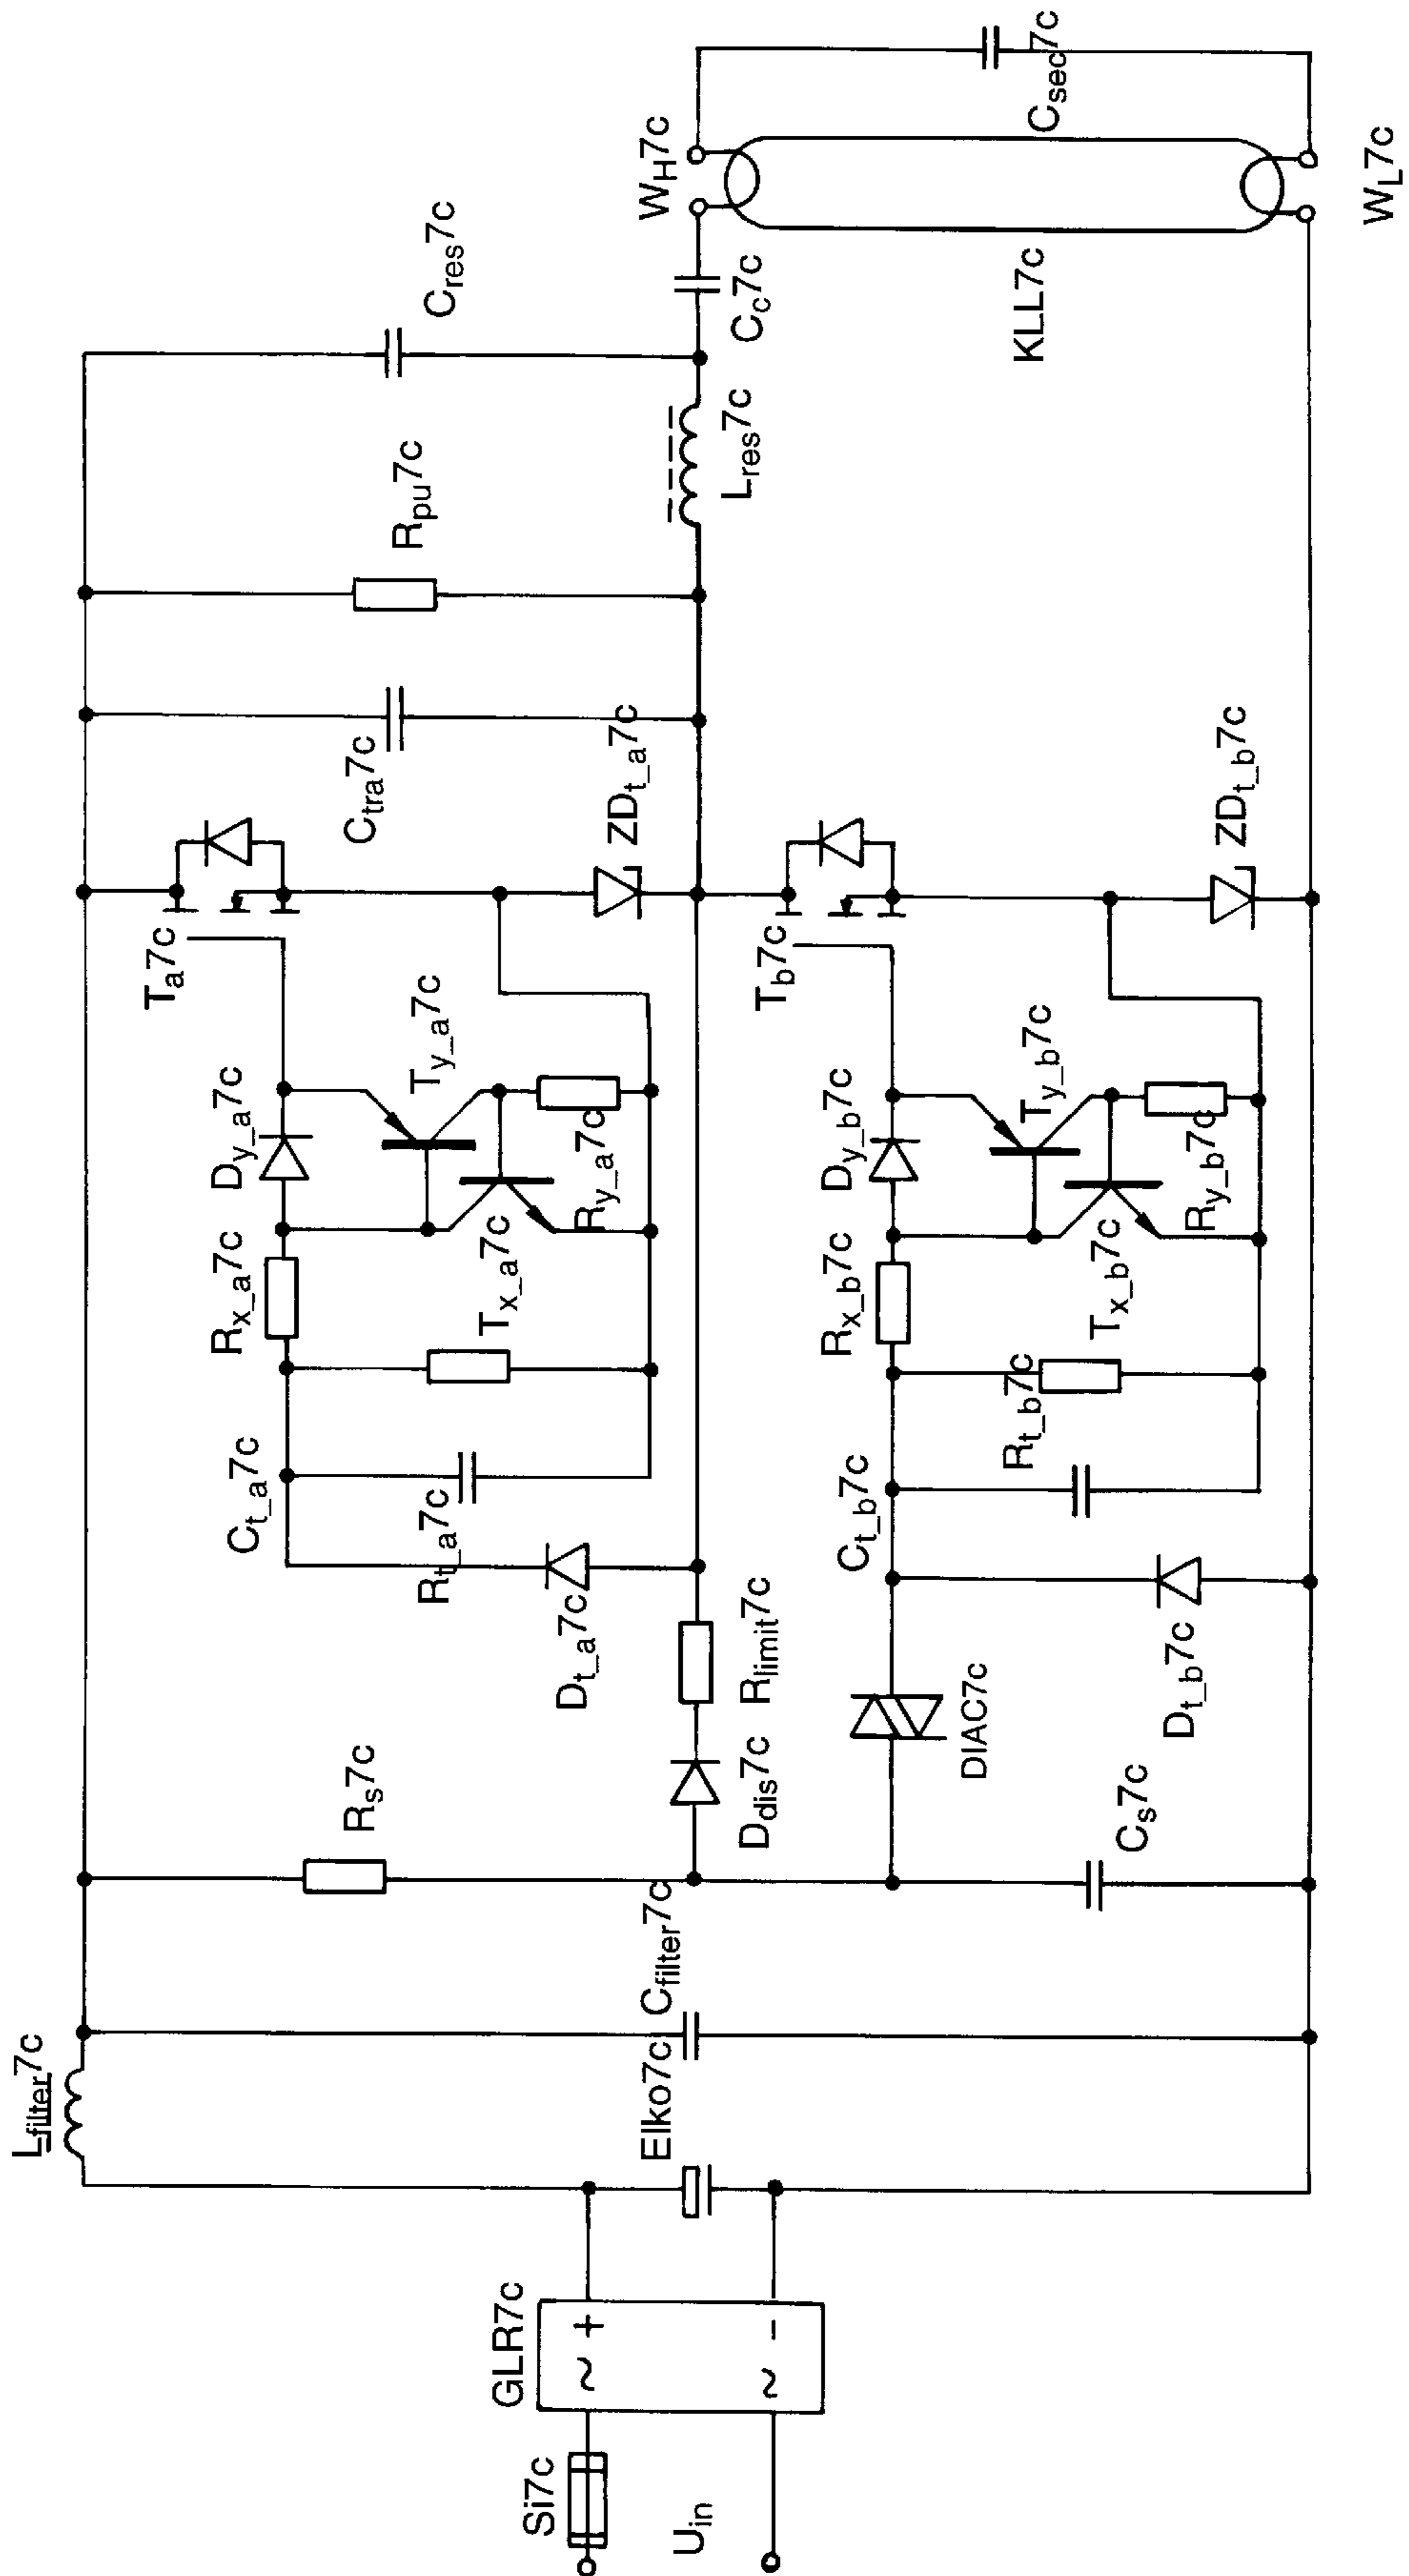 Si7c
U_in
GLR7c
~ +
~ -
L_filter7c
Elko7c
C_filter7c
R_s7c
C_s7c
D_dis7c
R_limit7c
DIAC7c
D_t_a7c
D_t_b7c
R_t_a7c
C_t_a7c
C_t_b7c
R_t_b7c
R_x_a7c
T_x_a7c
R_x_b7c
T_x_b7c
D_y_a7c
R_y_a7c
D_y_b7c
R_y_b7c
T_y_a7c
T_y_b7c
T_a7c
T_b7c
C_tra7c
ZD_t_a7c
ZD_t_b7c
R_pu7c
L_res7c
C_res7c
C_c7c
KLL7c
W_H7c
W_L7c
C_sec7c